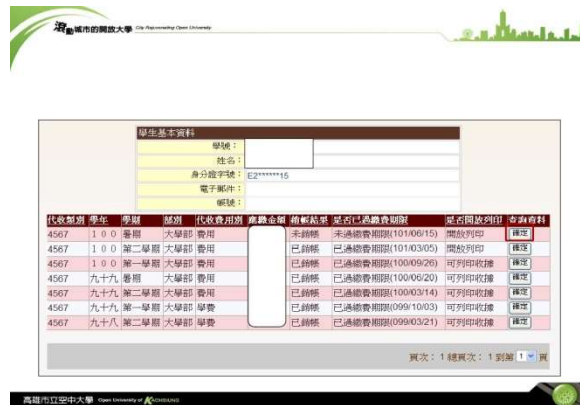 滾動城市的開放大學 City Rejuvenating Open University
學生基本資料
學號：
姓名：
身分證字號： E2******15
電子郵件：
帳號：
代收類別 學年 學期 部別 代收費用別 應繳金額 銷帳結果 是否已過繳費期限 是否開放列印 查詢資料
4567 １００ 暑期 大學部 費用 未銷帳 未過繳費期限(101/06/15) 開放列印 確定
4567 １００ 第二學期 大學部 費用 已銷帳 已過繳費期限(101/03/05) 開放列印 確定
4567 １００ 第一學期 大學部 費用 已銷帳 已過繳費期限(100/09/26) 可列印收據 確定
4567 九十九 暑期 大學部 費用 已銷帳 已過繳費期限(100/06/20) 可列印收據 確定
4567 九十九 第二學期 大學部 費用 已銷帳 已過繳費期限(100/03/14) 可列印收據 確定
4567 九十九 第一學期 大學部 學費 已銷帳 已過繳費期限(099/10/03) 可列印收據 確定
4567 九十八 第二學期 大學部 學費 已銷帳 已過繳費期限(099/03/21) 可列印收據 確定
頁次： 1 總頁次： 1 到第 1 頁
高雄市立空中大學 Open University of KAOHSIUNG